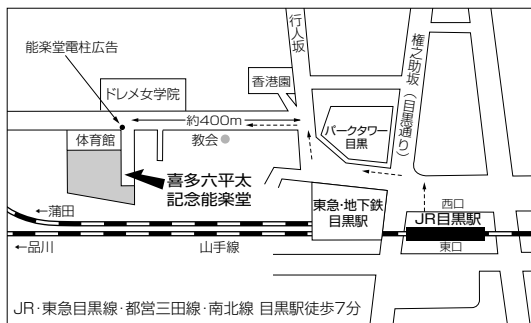 能楽堂電柱広告
ドレメ女学院
行人坂
権之助坂(目黒通り)
香港園
約400m
体育館
教会
パークタワー
目黒
喜多六平太
記念能楽堂
←蒲田
東急・地下鉄
目黒駅
西口
JR目黒駅
←品川
山手線
東口
JR・東急目黒線・都営三田線・南北線 目黒駅徒歩7分